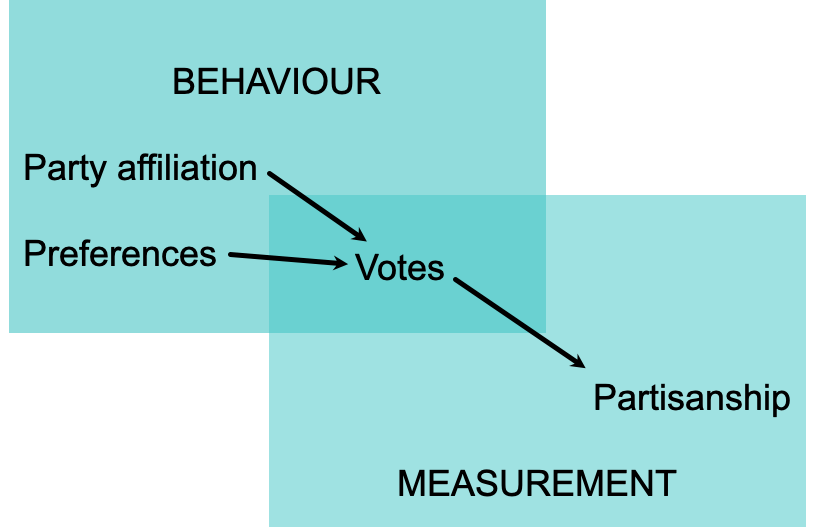 BEHAVIOUR
Party affiliation
Preferences
Votes
Partisanship
MEASUREMENT